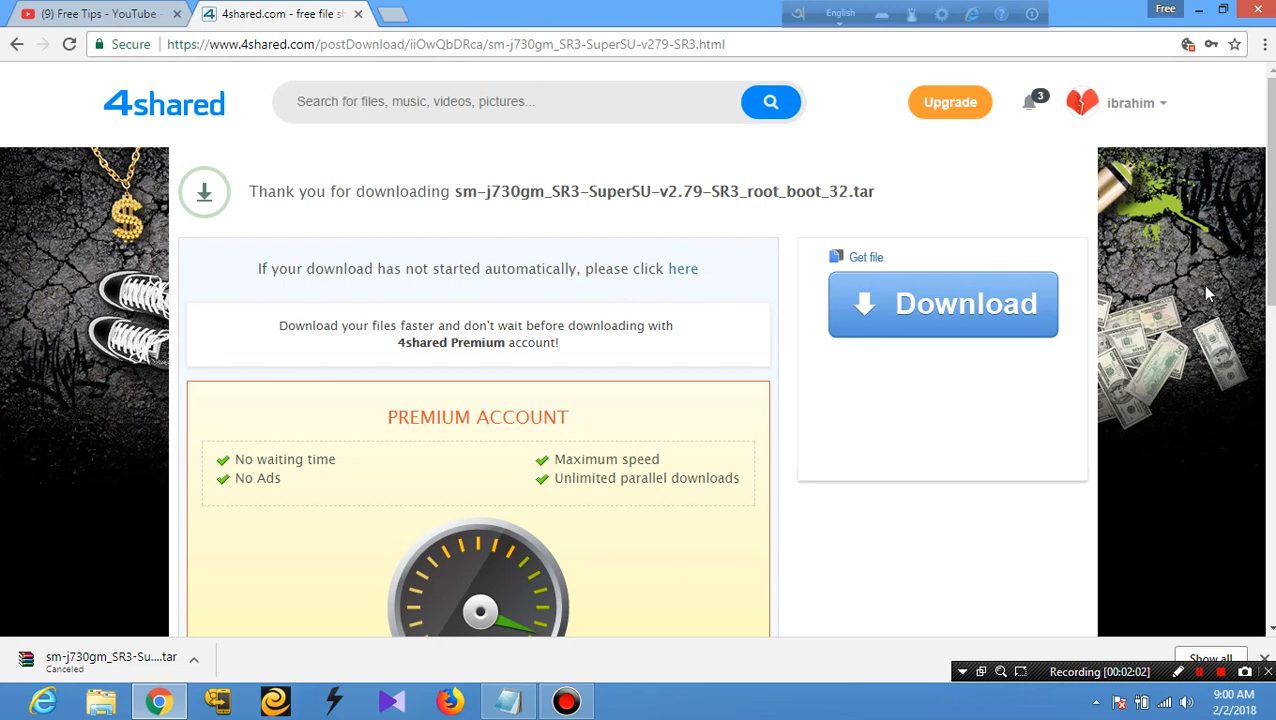 (9) Free Tips - YouTube -
4shared.com - free file sh
English
Free
Secure
https://www.4shared.com/postDownload/iiOwQbDRca/sm-j730gm_SR3-SuperSU-v279-SR3.html
4shared
Search for files, music, videos, pictures...
Upgrade
3
ibrahim
Thank you for downloading sm-j730gm_SR3-SuperSU-v2.79-SR3_root_boot_32.tar
If your download has not started automatically, please click here
Get file
Download
Download your files faster and don't wait before downloading with
4shared Premium account!
PREMIUM ACCOUNT
No waiting time
Maximum speed
No Ads
Unlimited parallel downloads
sm-j730gm_SR3-Su....tar
Canceled
Show all
Recording [00:02:02]
9:00 AM
2/2/2018